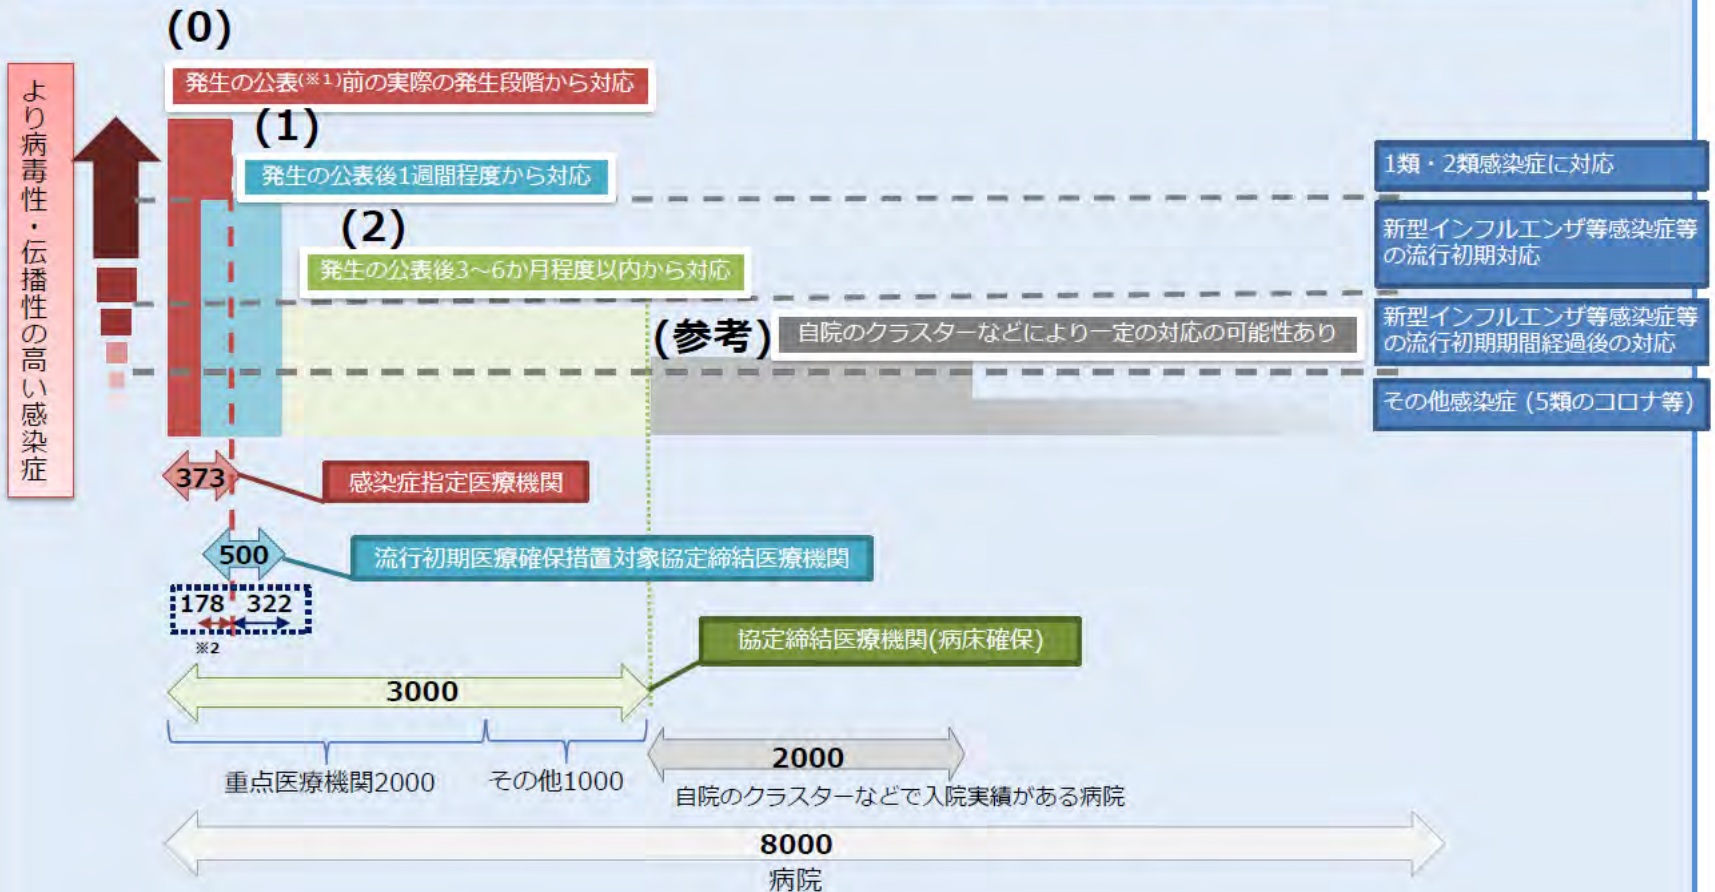 (0)
発生の公表(※1)前の実際の発生段階から対応
より病毒性・伝播性の高い感染症
(1)
発生の公表後1週間程度から対応
1類・2類感染症に対応
(2)
発生の公表後3～6か月程度以内から対応
新型インフルエンザ等感染症等
の流行初期対応
(参考)
自院のクラスターなどにより一定の対応の可能性あり
新型インフルエンザ等感染症等
の流行初期期間経過後の対応
その他感染症 (5類のコロナ等)
373
感染症指定医療機関
500
流行初期医療確保措置対象協定締結医療機関
178 322
※2
協定締結医療機関(病床確保)
3000
重点医療機関2000
その他1000
2000
自院のクラスターなどで入院実績がある病院
8000
病院